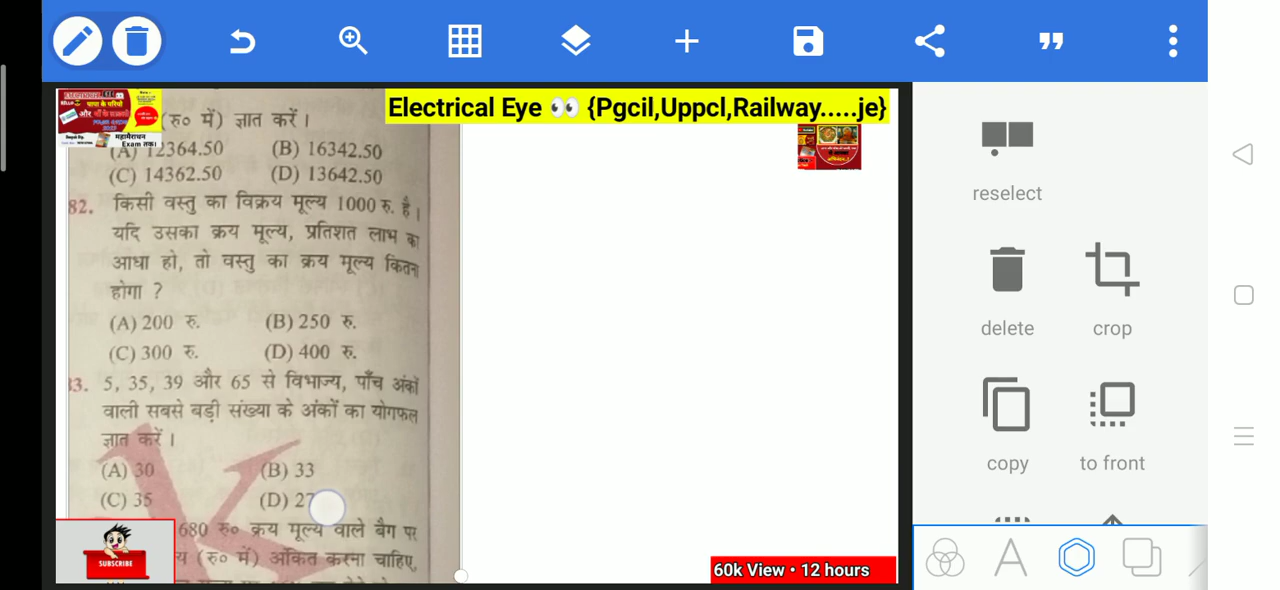 Electrical Eye 👀 {Pgcil,Uppcl,Railway.....je}
(रु० में) ज्ञात करें।
(A) 12364.50 (B) 16342.50
(C) 14362.50 (D) 13642.50
82. किसी वस्तु का विक्रय मूल्य 1000 रु. है।
यदि उसका क्रय मूल्य, प्रतिशत लाभ का
आधा हो, तो वस्तु का क्रय मूल्य कितना
होगा ?
(A) 200 रु. (B) 250 रु.
(C) 300 रु. (D) 400 रु.
33. 5, 35, 39 और 65 से विभाज्य, पाँच अंकों
वाली सबसे बड़ी संख्या के अंकों का योगफल
ज्ञात करें।
(A) 30 (B) 33
(C) 35 (D) 27
680 रु० क्रय मूल्य वाले बैग पर
य (रु० में) अंकित करना चाहिए,
SUBSCRIBE
60k View • 12 hours
reselect
delete crop
copy to front